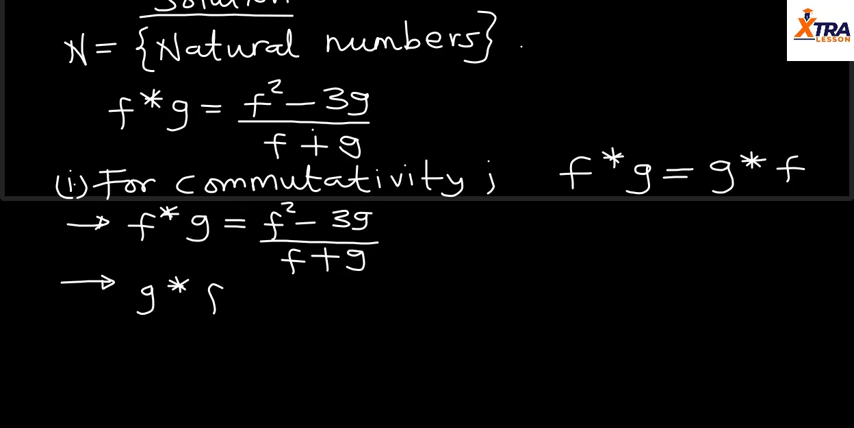 Solution
XTRA
LESSON
N = {Natural numbers}.
f * g = (f² - 3g)/(f + g)
(i) For commutativity; f * g = g * f
→ f * g = (f² - 3g)/(f + g)
→ g * f